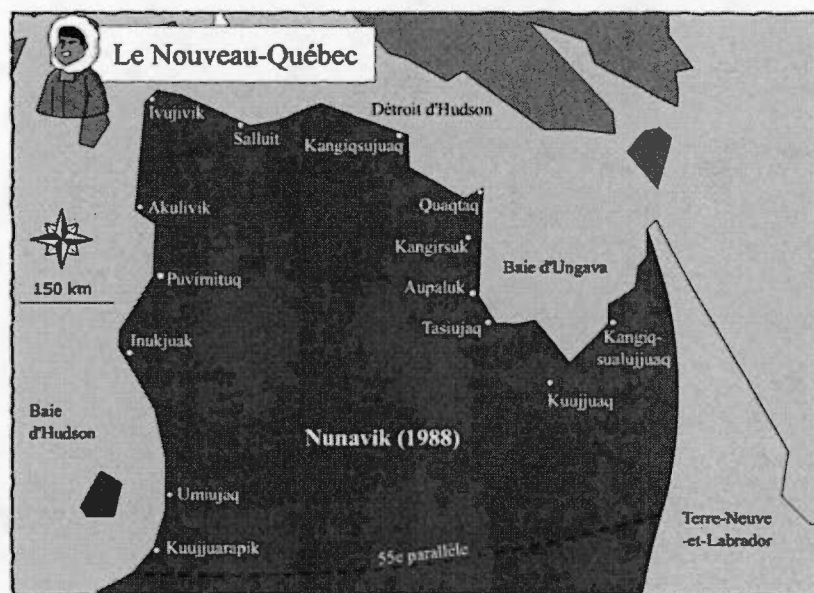 Le Nouveau-Québec
Ivujivik
Détroit d'Hudson
Salluit
Kangiqsujuaq
Quaqtaq
Akulivik
Kangirsuk
Baie d'Ungava
Puvirnituq
150 km
Aupaluk
Tasiujaq
Kangiq-
sualujjuaq
Inukjuak
Kuujjuaq
Baie
d'Hudson
Nunavik (1988)
Umiujaq
Terre-Neuve
-et-Labrador
Kuujjuarapik
55e parallèle